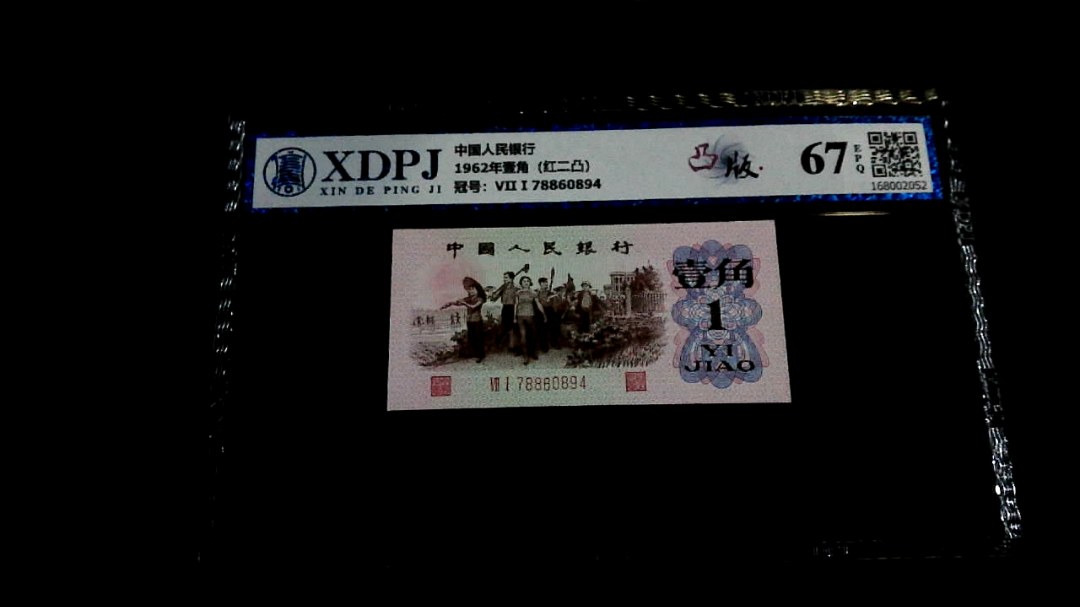 XDPJ
XIN DE PING JI
中国人民银行
1962年壹角（红二凸）
冠号：VII I 78860894
凸版.
67
EPQ
168002052
中國人民銀行
壹角
1
YI
JIAO
VII I 78860894